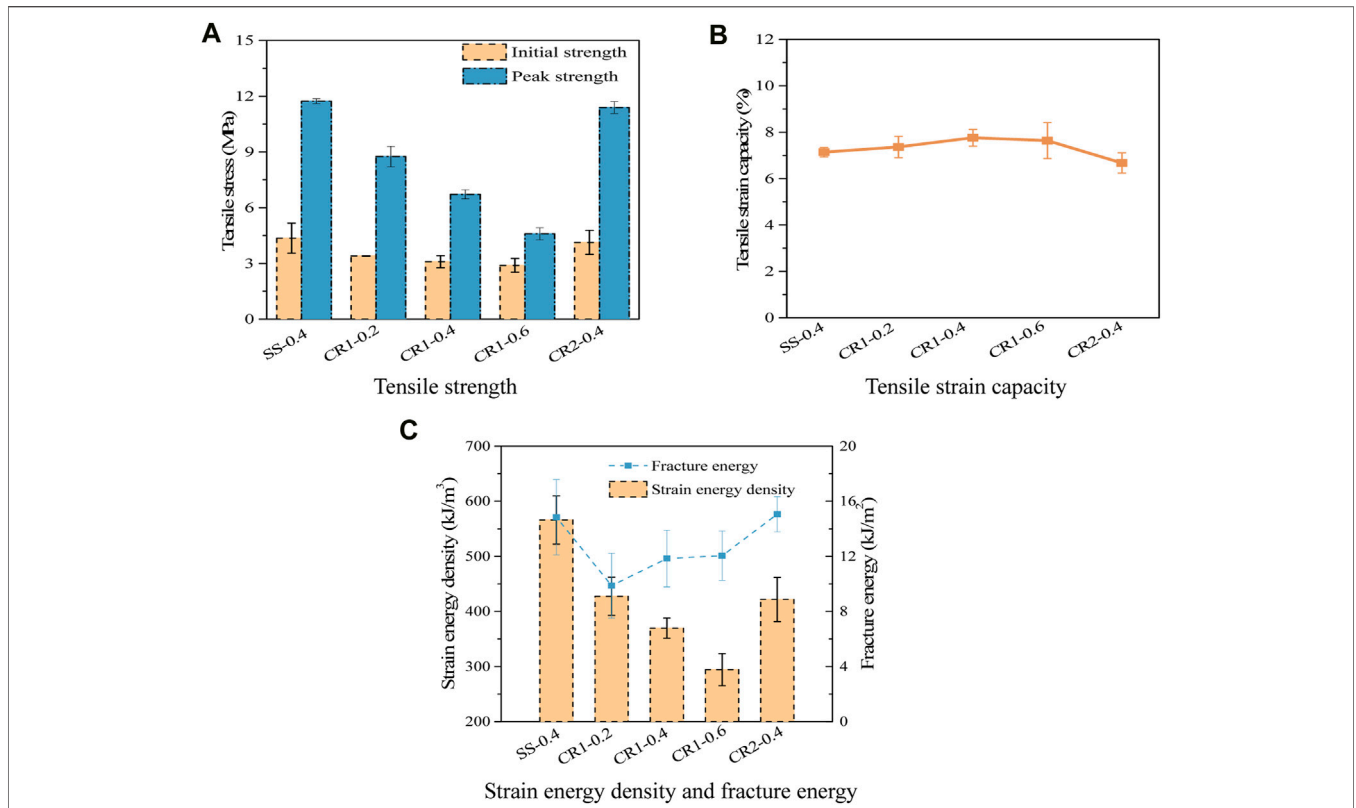 A
Tensile stress (MPa)
15
12
9
6
3
0
Initial strength
Peak strength
SS-0.4
CR1-0.2
CR1-0.4
CR1-0.6
CR2-0.4
Tensile strength
B
Tensile strain capacity (%)
12
10
8
6
4
2
0
SS-0.4
CR1-0.2
CR1-0.4
CR1-0.6
CR2-0.4
Tensile strain capacity
C
Strain energy density (kJ/m³)
700
600
500
400
300
200
Fracture energy
Strain energy density
20
16
12
8
4
0
Fracture energy (kJ/m²)
SS-0.4
CR1-0.2
CR1-0.4
CR1-0.6
CR2-0.4
Strain energy density and fracture energy